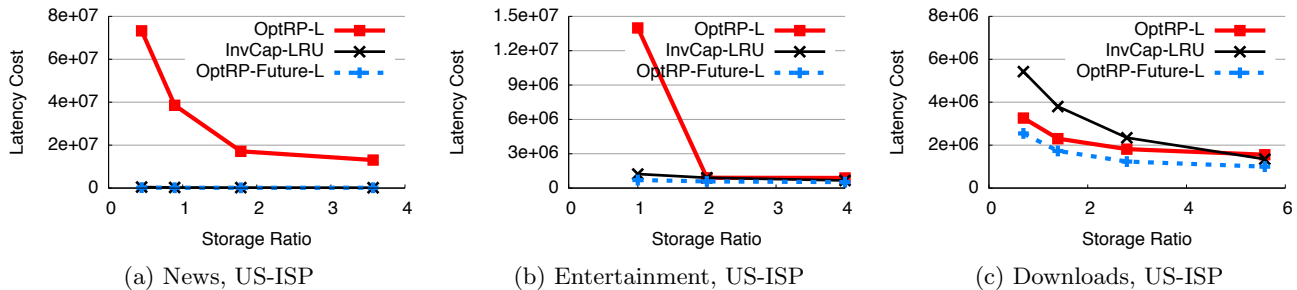 8e+07
6e+07
4e+07
2e+07
0
Latency Cost
OptRP-L
InvCap-LRU
OptRP-Future-L
0 1 2 3 4
Storage Ratio
(a) News, US-ISP
1.5e+07
1.2e+07
9e+06
6e+06
3e+06
0
Latency Cost
OptRP-L
InvCap-LRU
OptRP-Future-L
0 1 2 3 4
Storage Ratio
(b) Entertainment, US-ISP
8e+06
6e+06
4e+06
2e+06
0
Latency Cost
OptRP-L
InvCap-LRU
OptRP-Future-L
0 2 4 6
Storage Ratio
(c) Downloads, US-ISP